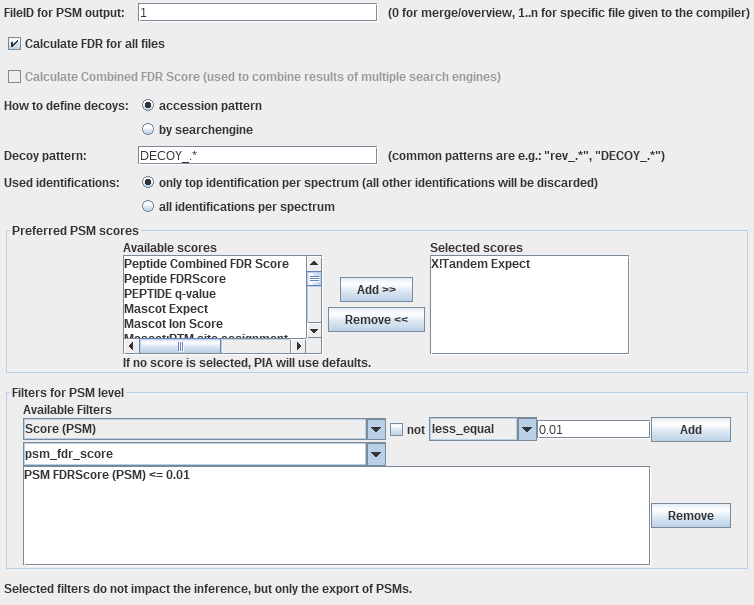 FileID for PSM output: 1 (0 for merge/overview, 1..n for specific file given to the compiler)
Calculate FDR for all files
Calculate Combined FDR Score (used to combine results of multiple search engines)
How to define decoys: accession pattern
by searchengine
Decoy pattern: DECOY_.* (common patterns are e.g.: "rev_.*", "DECOY_.*")
Used identifications: only top identification per spectrum (all other identifications will be discarded)
all identifications per spectrum
Preferred PSM scores
Available scores
Peptide Combined FDR Score
Peptide FDRScore
PEPTIDE q-value
Mascot Expect
Mascot Ion Score
Mascot:PTM site assignment
Add >>
Remove <<
Selected scores
X!Tandem Expect
If no score is selected, PIA will use defaults.
Filters for PSM level
Available Filters
Score (PSM) not less_equal 0.01 Add
psm_fdr_score
PSM FDRScore (PSM) <= 0.01
Remove
Selected filters do not impact the inference, but only the export of PSMs.